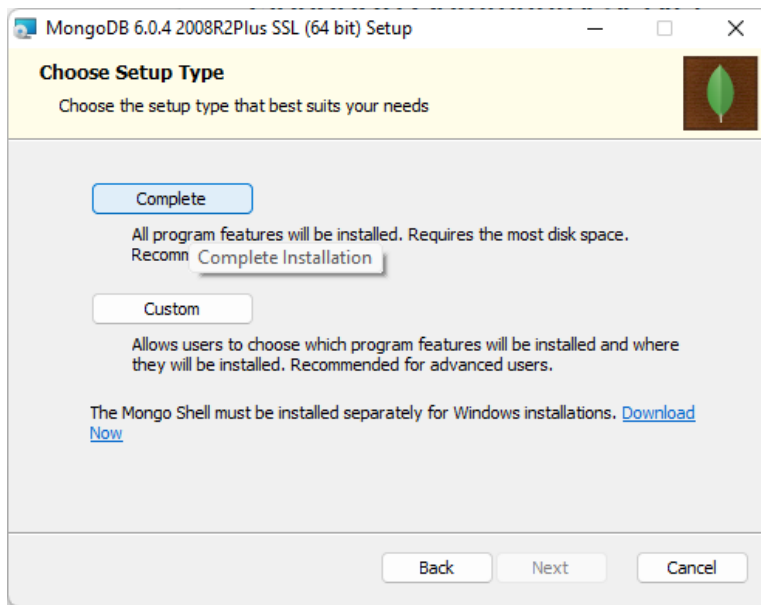 MongoDB 6.0.4 2008R2Plus SSL (64 bit) Setup
Choose Setup Type
Choose the setup type that best suits your needs
Complete
All program features will be installed. Requires the most disk space.
Complete Installation
Custom
Allows users to choose which program features will be installed and where
they will be installed. Recommended for advanced users.
The Mongo Shell must be installed separately for Windows installations. Download
Now
Back
Next
Cancel